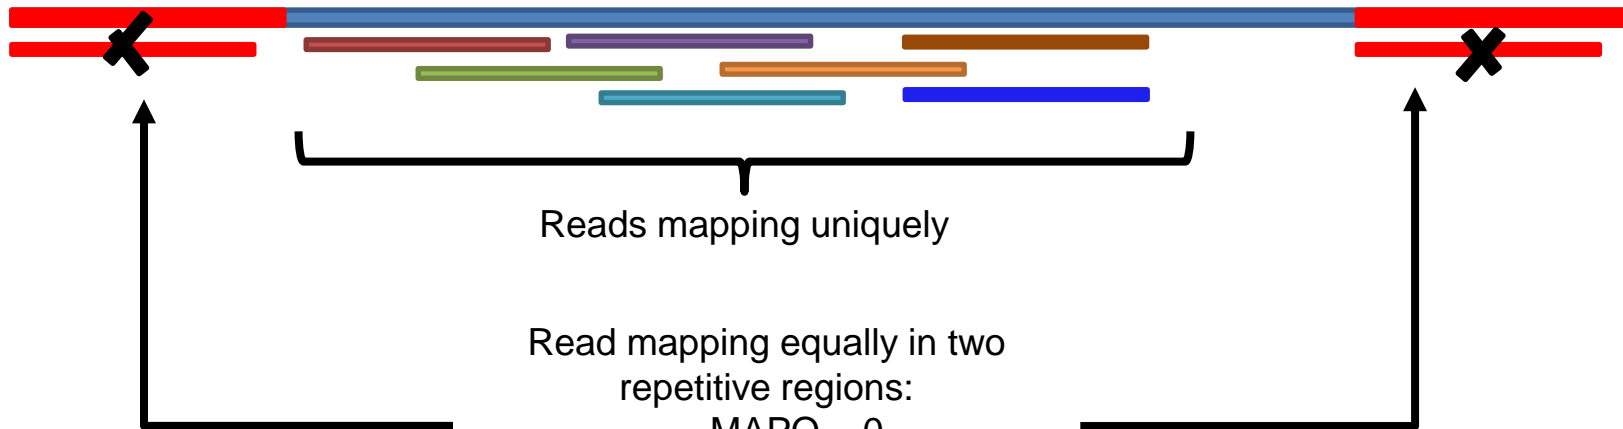 Reads mapping uniquely
Read mapping equally in two
repetitive regions: